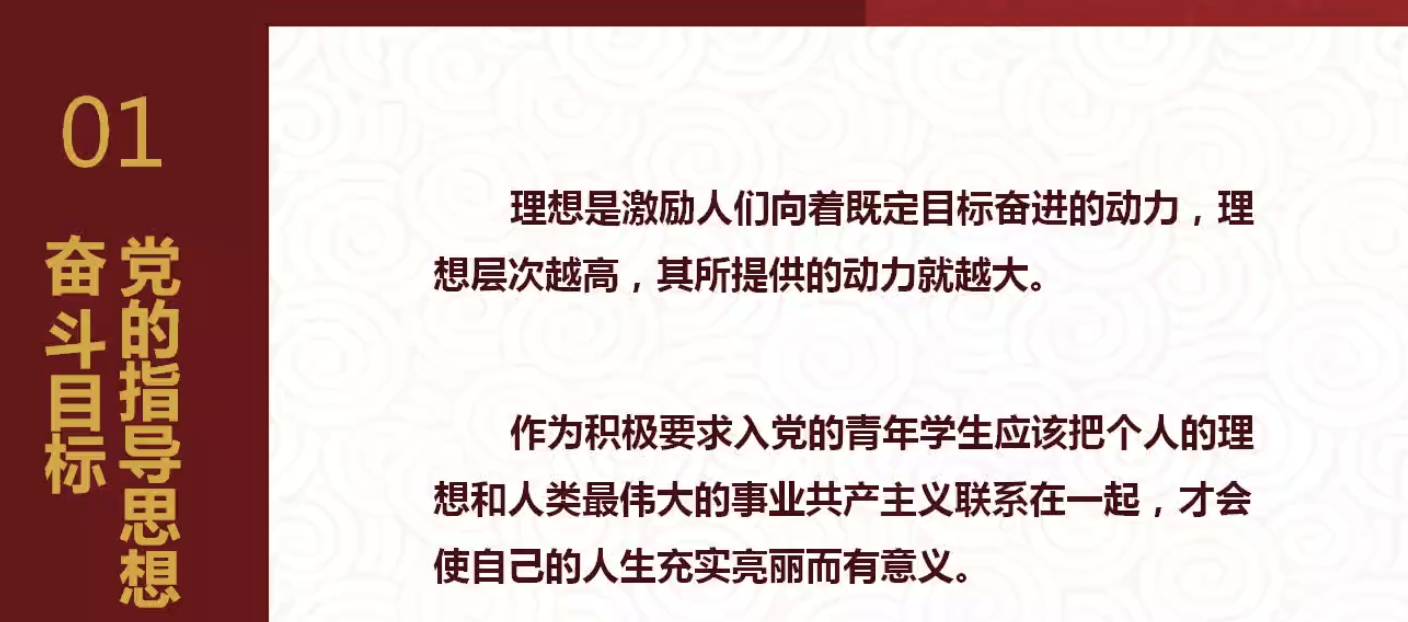 01
党的指导思想
奋斗目标
理想是激励人们向着既定目标奋进的动力，理
想层次越高，其所提供的动力就越大。
作为积极要求入党的青年学生应该把个人的理
想和人类最伟大的事业共产主义联系在一起，才会
使自己的人生充实亮丽而有意义。